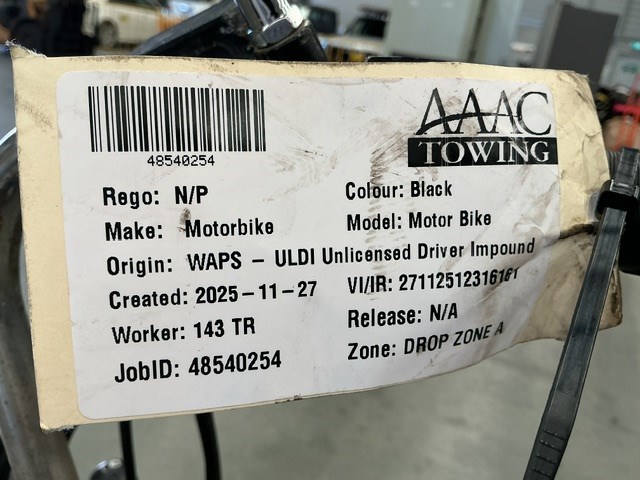 48540254
AAAC
TOWING
Rego: N/P
Colour: Black
Make: Motorbike
Model: Motor Bike
Origin: WAPS - ULDI Unlicensed Driver Impound
Created: 2025-11-27
VI/IR: 27112512316161
Worker: 143 TR
Release: N/A
JobID: 48540254
Zone: DROP ZONE A